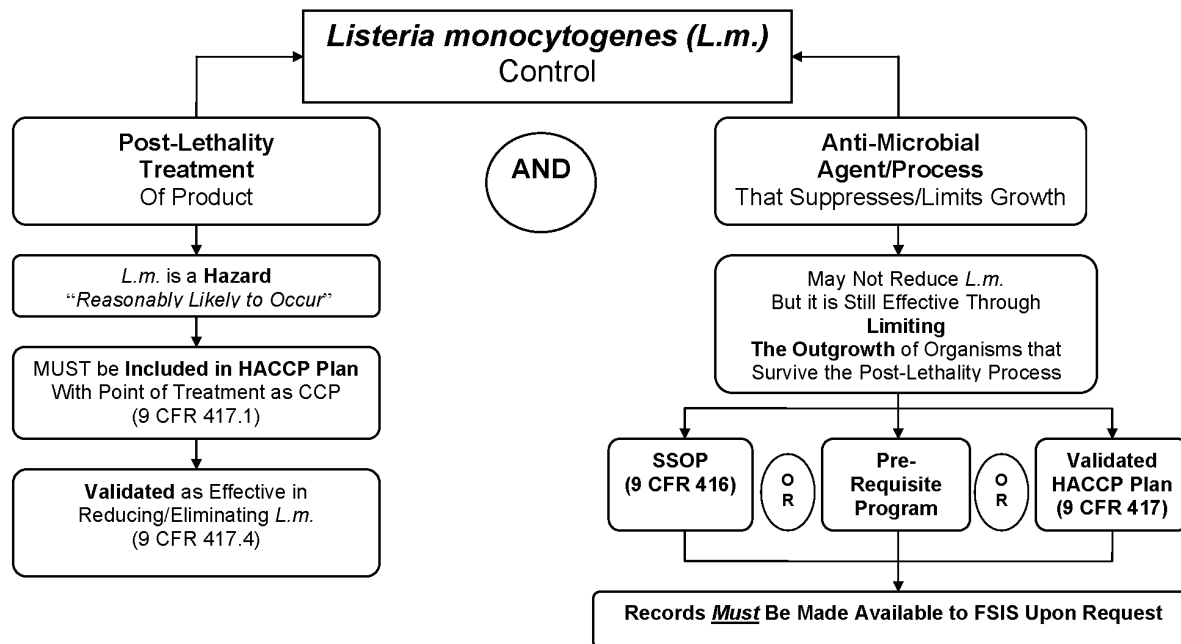 Listeria monocytogenes (L.m.)
Control
Post-Lethality
Treatment
Of Product
AND
Anti-Microbial
Agent/Process
That Suppresses/Limits Growth
L.m. is a Hazard
“Reasonably Likely to Occur”
MUST be Included in HACCP Plan
With Point of Treatment as CCP
(9 CFR 417.1)
Validated as Effective in
Reducing/Eliminating L.m.
(9 CFR 417.4)
May Not Reduce L.m.
But it is Still Effective Through
Limiting
The Outgrowth of Organisms that
Survive the Post-Lethality Process
SSOP
(9 CFR 416)
O
R
Pre-
Requisite
Program
O
R
Validated
HACCP Plan
(9 CFR 417)
Records Must Be Made Available to FSIS Upon Request